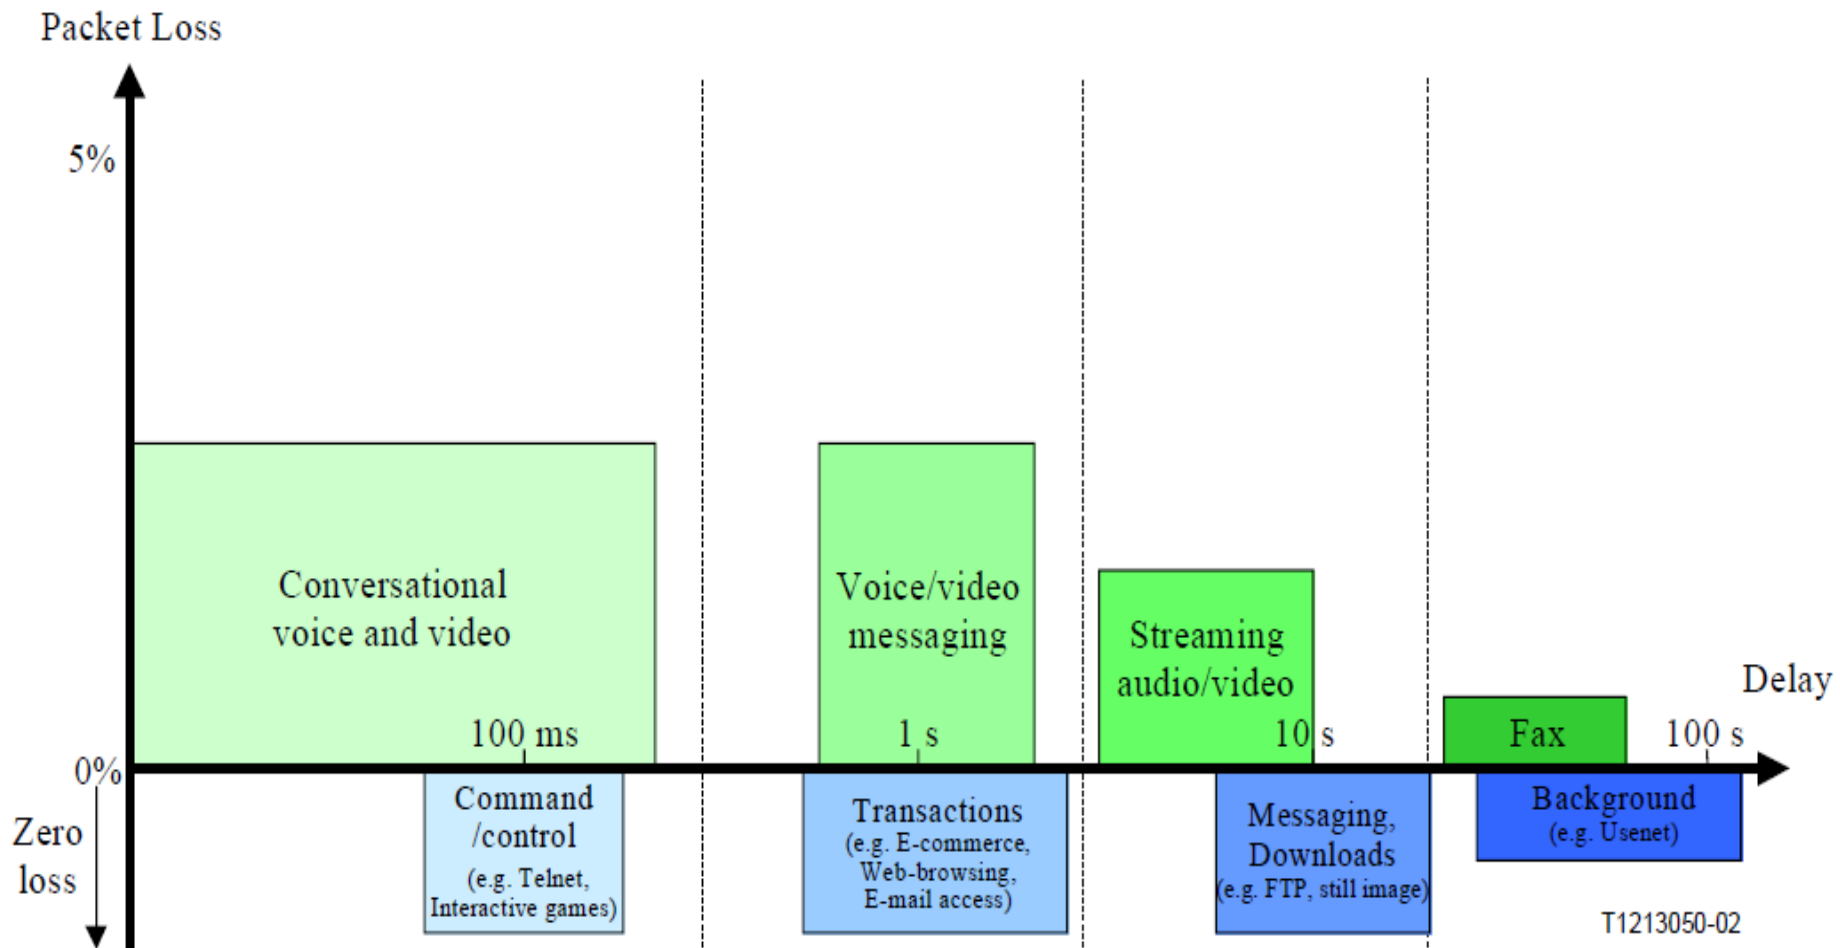 Packet Loss
5%
Conversational
voice and video
Voice/video
messaging
Streaming
audio/video
Delay
100 ms
1 s
10 s
Fax
100 s
0%
Zero
loss
Command
/control
(e.g. Telnet,
Interactive games)
Transactions
(e.g. E-commerce,
Web-browsing,
E-mail access)
Messaging,
Downloads
(e.g. FTP, still image)
Background
(e.g. Usenet)
T1213050-02